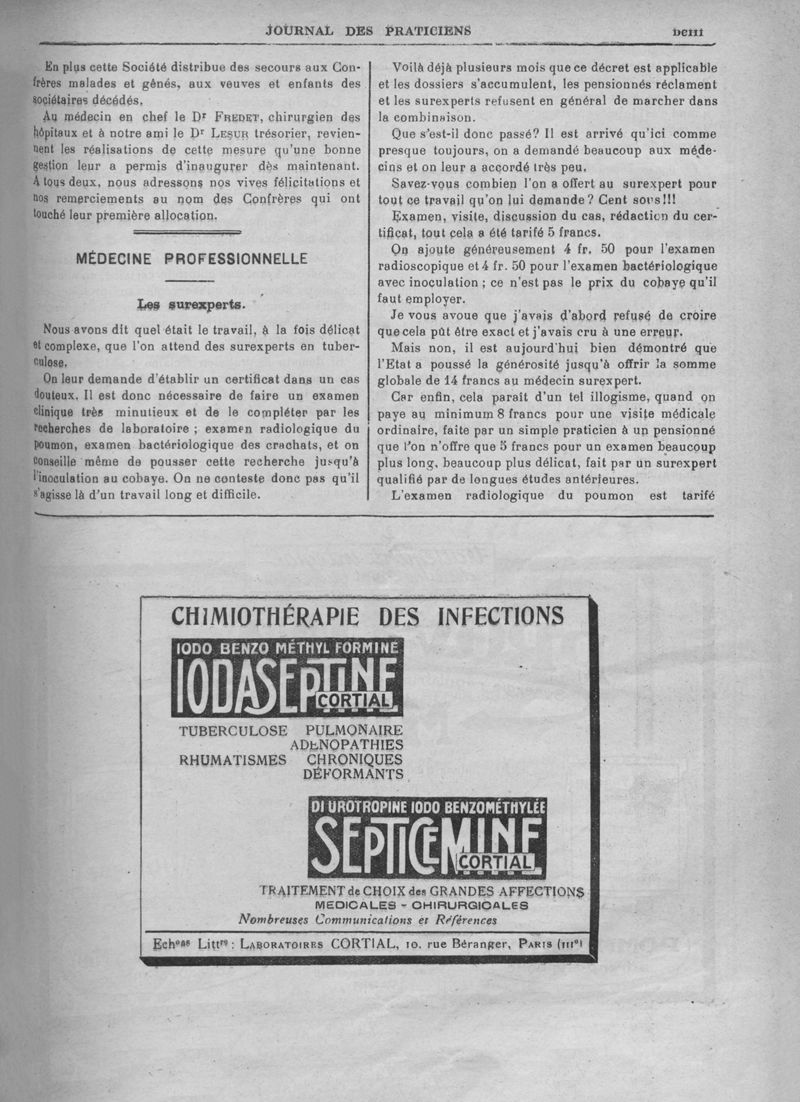 JOURNAL DES PRATICIENS
DCIII
En plus cette Société distribue des secours aux Con-
frères malades et gênés, aux veuves et enfants des
sociétaires décédés.
Au médecin en chef le Dr FREDET, chirurgien des
hôpitaux et à notre ami le Dr LESUR trésorier, revien-
nent les réalisations de cette mesure qu'une bonne
gestion leur a permis d'inaugurer dès maintenant.
A tous deux, nous adressons nos vives félicitations et
nos remerciements au nom des Confrères qui ont
touché leur première allocation.
MÉDECINE PROFESSIONNELLE
Les surexperts.
Nous avons dit quel était le travail, à la fois délicat
et complexe, que l'on attend des surexperts en tuber-
culose.
On leur demande d'établir un certificat dans un cas
douteux. Il est donc nécessaire de faire un examen
clinique très minutieux et de le compléter par les
recherches de laboratoire ; examen radiologique du
poumon, examen bactériologique des crachats, et on
conseille même de pousser cette recherche jusqu'à
l'inoculation au cobaye. On ne conteste donc pas qu'il
s'agisse là d'un travail long et difficile.
Voilà déjà plusieurs mois que ce décret est applicable
et les dossiers s'accumulent, les pensionnés réclament
et les surexperts refusent en général de marcher dans
la combinaison.
Que s'est-il donc passé? Il est arrivé qu'ici comme
presque toujours, on a demandé beaucoup aux méde-
cins et on leur a accordé très peu.
Savez-vous combien l'on a offert au surexpert pour
tout ce travail qu'on lui demande? Cent sous!!!
Examen, visite, discussion du cas, rédaction du cer-
tificat, tout cela a été tarifé 5 francs.
On ajoute généreusement 4 fr. 50 pour l'examen
radioscopique et 4 fr. 50 pour l'examen bactériologique
avec inoculation ; ce n'est pas le prix du cobaye qu'il
faut employer.
Je vous avoue que j'avais d'abord refusé de croire
que cela pût être exact et j'avais cru à une erreur.
Mais non, il est aujourd'hui bien démontré que
l'Etat a poussé la générosité jusqu'à offrir la somme
globale de 14 francs au médecin surexpert.
Car enfin, cela paraît d'un tel illogisme, quand on
paye au minimum 8 francs pour une visite médicale
ordinaire, faite par un simple praticien à un pensionné
que l'on n'offre que 5 francs pour un examen beaucoup
plus long, beaucoup plus délicat, fait par un surexpert
qualifié par de longues études antérieures.
L'examen radiologique du poumon est tarifé
CHIMIOTHÉRAPIE DES INFECTIONS
IODO BENZO MÉTHYL FORMINE
IODASEPTINE
CORTIAL
TUBERCULOSE PULMONAIRE
ADÉNOPATHIES
RHUMATISMES CHRONIQUES
DÉFORMANTS
DI UROTROPINE IODO BENZOMÉTHYLÉE
SEPTICEMINE
CORTIAL
TRAITEMENT de CHOIX des GRANDES AFFECTIONS
MEDICALES - CHIRURGICALES
Nombreuses Communications et Références
Echons Littre : LABORATOIRES CORTIAL, 10. rue Béranger, PARIS (IIIe)